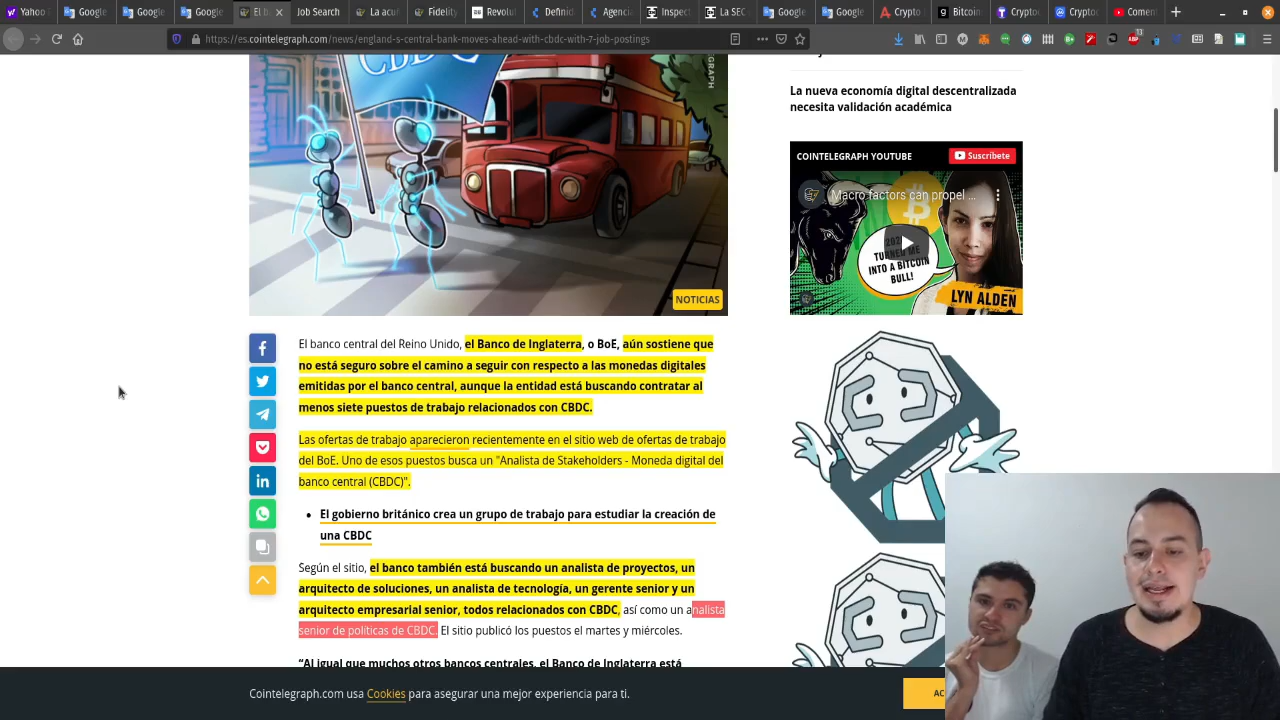 Yahoo
Google
Google
El b
Job Search
La acu
Fidelity
Revolut
Definici
Agencia
Inspect
La SEC
Google
Google
Crypto
Bitcoin
Crypto
Crypto
Coment
https://es.cointelegraph.com/news/england-s-central-bank-moves-ahead-with-cbdc-with-7-job-postings
CBDC
GRAPH
NOTICIAS
El banco central del Reino Unido, el Banco de Inglaterra, o BoE, aún sostiene que
no está seguro sobre el camino a seguir con respecto a las monedas digitales
emitidas por el banco central, aunque la entidad está buscando contratar al
menos siete puestos de trabajo relacionados con CBDC.
Las ofertas de trabajo aparecieron recientemente en el sitio web de ofertas de trabajo
del BoE. Uno de esos puestos busca un "Analista de Stakeholders - Moneda digital del
banco central (CBDC)".
• El gobierno británico crea un grupo de trabajo para estudiar la creación de
una CBDC
Según el sitio, el banco también está buscando un analista de proyectos, un
arquitecto de soluciones, un analista de tecnología, un gerente senior y un
arquitecto empresarial senior, todos relacionados con CBDC, así como un analista
senior de políticas de CBDC. El sitio publicó los puestos el martes y miércoles.
“Al igual que muchos otros bancos centrales, el Banco de Inglaterra está
La nueva economía digital descentralizada
necesita validación académica
COINTELEGRAPH YOUTUBE
Suscríbete
Macro factors can propel ...
TURNED ME
INTO A BITCOIN
BULL!
LYN ALDEN
Cointelegraph.com usa Cookies para asegurar una mejor experiencia para ti.
AC